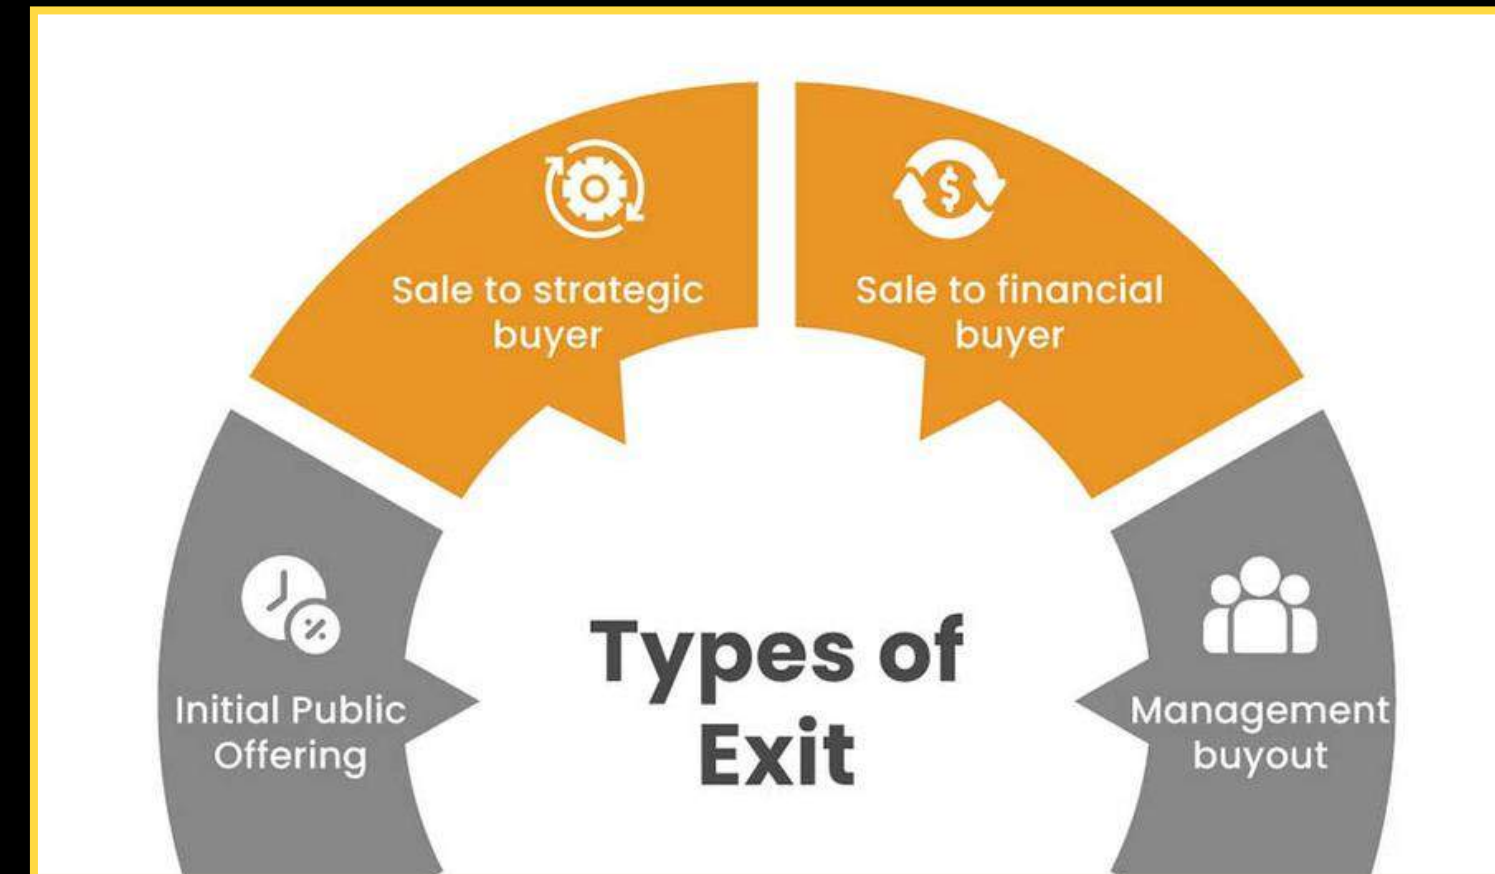 Sale to strategic
buyer
Sale to financial
buyer
Initial Public
Offering
Types of
Exit
Management
buyout